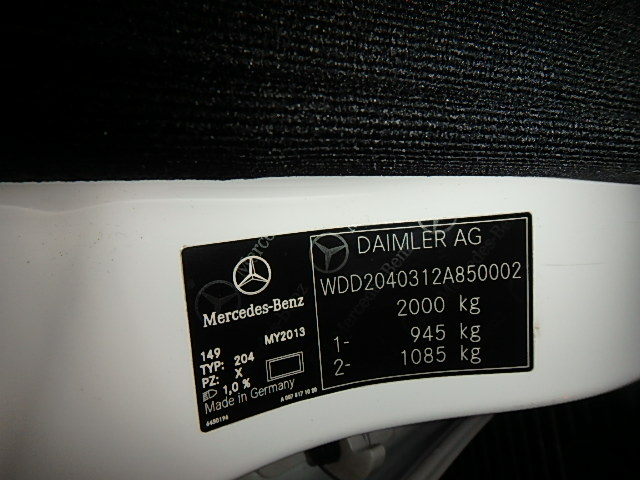 Mercedes-Benz
MY2013
149
TYP: 204
PZ: X
1,0 %
Made in Germany
DAIMLER AG
WDD2040312A850002
2000 kg
1- 945 kg
2- 1085 kg